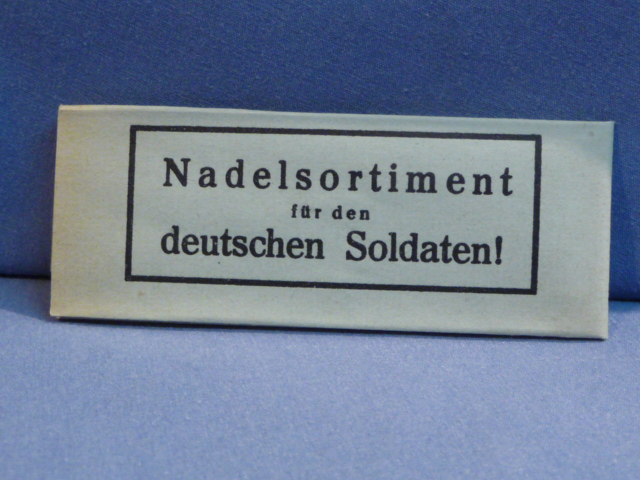 Nadelsortiment
für den
deutschen Soldaten!